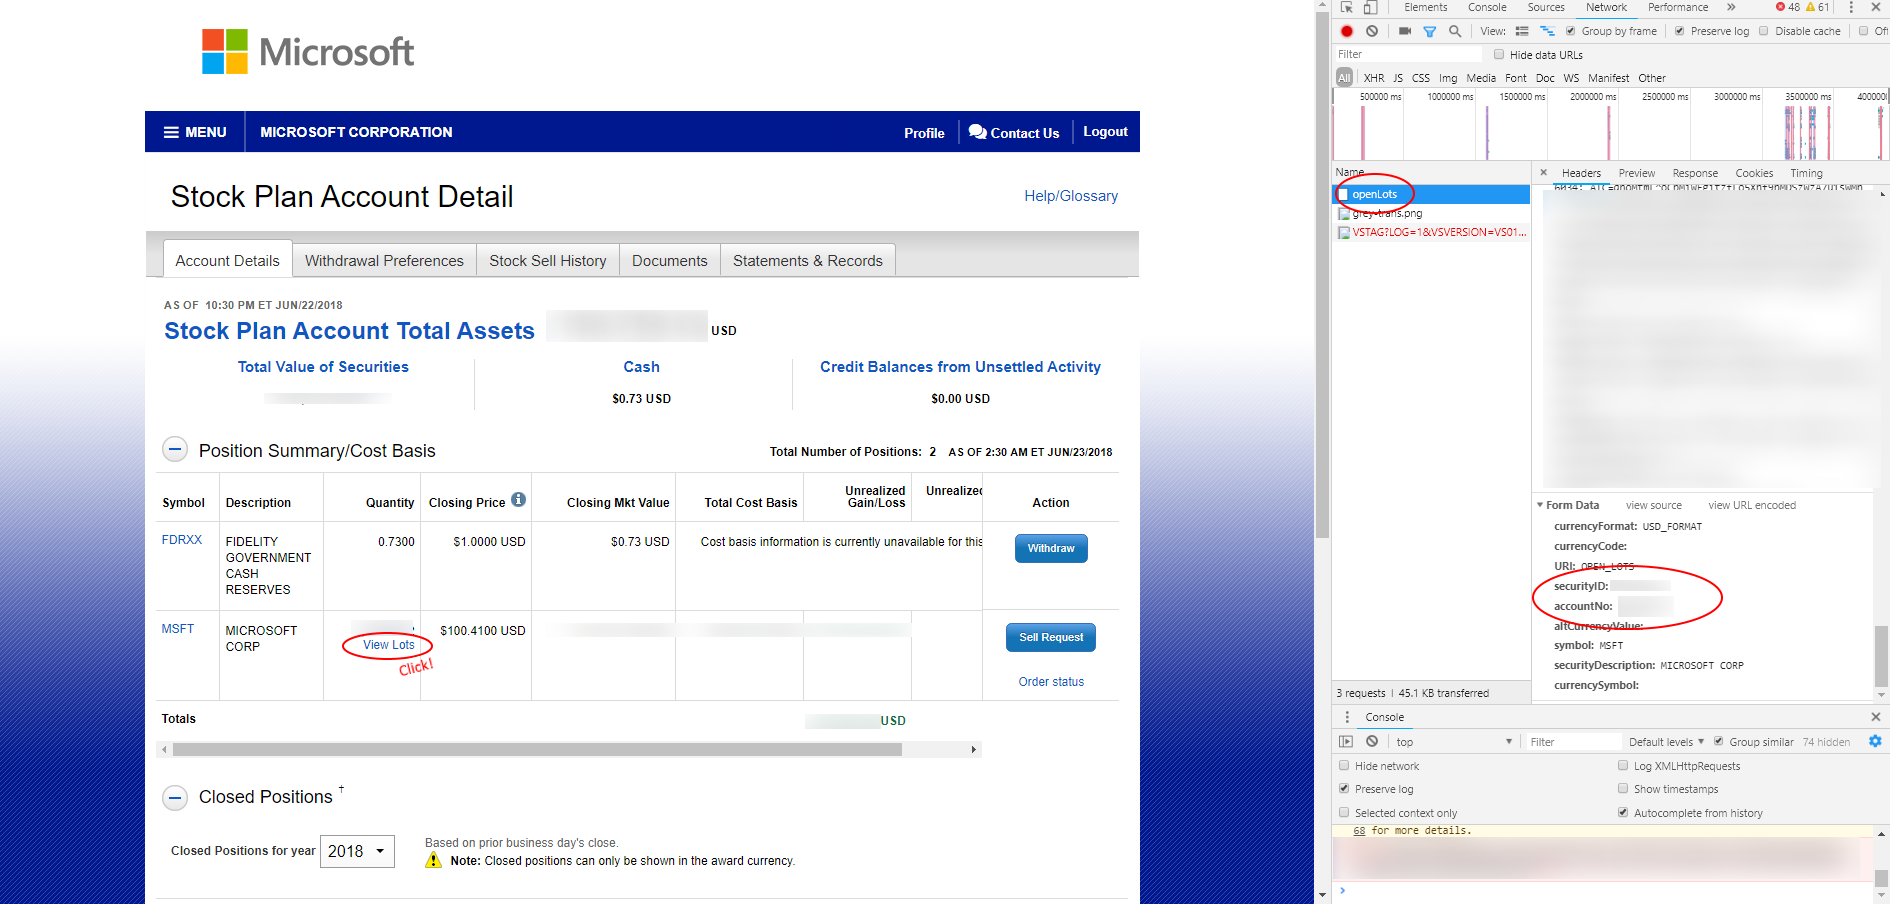 Microsoft
MENU
MICROSOFT CORPORATION
Profile
Contact Us
Logout
Stock Plan Account Detail
Help/Glossary
Account Details
Withdrawal Preferences
Stock Sell History
Documents
Statements & Records
AS OF 10:30 PM ET JUN/22/2018
Stock Plan Account Total Assets
USD
Total Value of Securities
Cash
Credit Balances from Unsettled Activity
$0.73 USD
$0.00 USD
Position Summary/Cost Basis
Total Number of Positions: 2 AS OF 2:30 AM ET JUN/23/2018
Symbol
Description
Quantity
Closing Price
Closing Mkt Value
Total Cost Basis
Unrealized
Gain/Loss
Unrealized
Action
FDRXX
FIDELITY
GOVERNMENT
CASH
RESERVES
0.7300
$1.0000 USD
$0.73 USD
Cost basis information is currently unavailable for this
Withdraw
MSFT
MICROSOFT
CORP
View Lots
Click!
$100.4100 USD
Sell Request
Order status
Totals
USD
Closed Positions †
Closed Positions for year
2018
Based on prior business day's close.
Note: Closed positions can only be shown in the award currency.
Elements
Console
Sources
Network
Performance
»
48
61
View:
Group by frame
Preserve log
Disable cache
Filter
Hide data URLs
All
XHR
JS
CSS
Img
Media
Font
Doc
WS
Manifest
Other
500000 ms
1000000 ms
1500000 ms
2000000 ms
2500000 ms
3000000 ms
3500000 ms
Name
openLots
grey-trans.png
VSTAG?LOG=1&VSVERSION=VS01...
3 requests | 45.1 KB transferred
Headers
Preview
Response
Cookies
Timing
Form Data
view source
view URL encoded
currencyFormat: USD_FORMAT
currencyCode:
URI: OPEN_LOTS
securityID:
accountNo:
altCurrencyValue:
symbol: MSFT
securityDescription: MICROSOFT CORP
currencySymbol:
Console
top
Filter
Default levels
Group similar
74 hidden
Hide network
Log XMLHttpRequests
Preserve log
Show timestamps
Selected context only
Autocomplete from history
68 for more details.